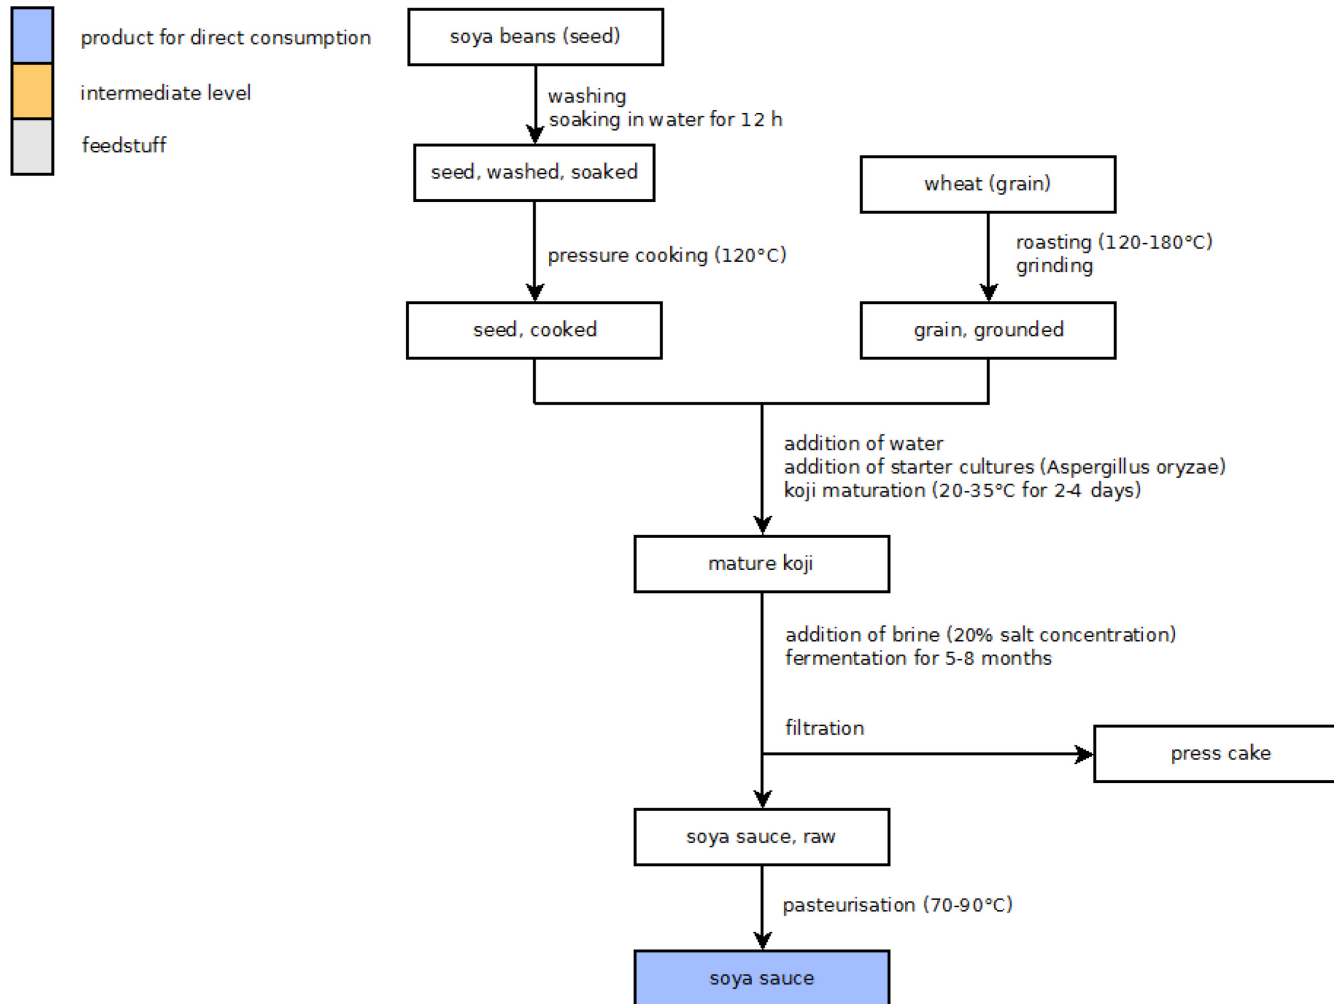 product for direct consumption
intermediate level
feedstuff
soya beans (seed)
washing
soaking in water for 12 h
seed, washed, soaked
wheat (grain)
pressure cooking (120°C)
roasting (120-180°C)
grinding
seed, cooked
grain, grounded
addition of water
addition of starter cultures (Aspergillus oryzae)
koji maturation (20-35°C for 2-4 days)
mature koji
addition of brine (20% salt concentration)
fermentation for 5-8 months
filtration
press cake
soya sauce, raw
pasteurisation (70-90°C)
soya sauce